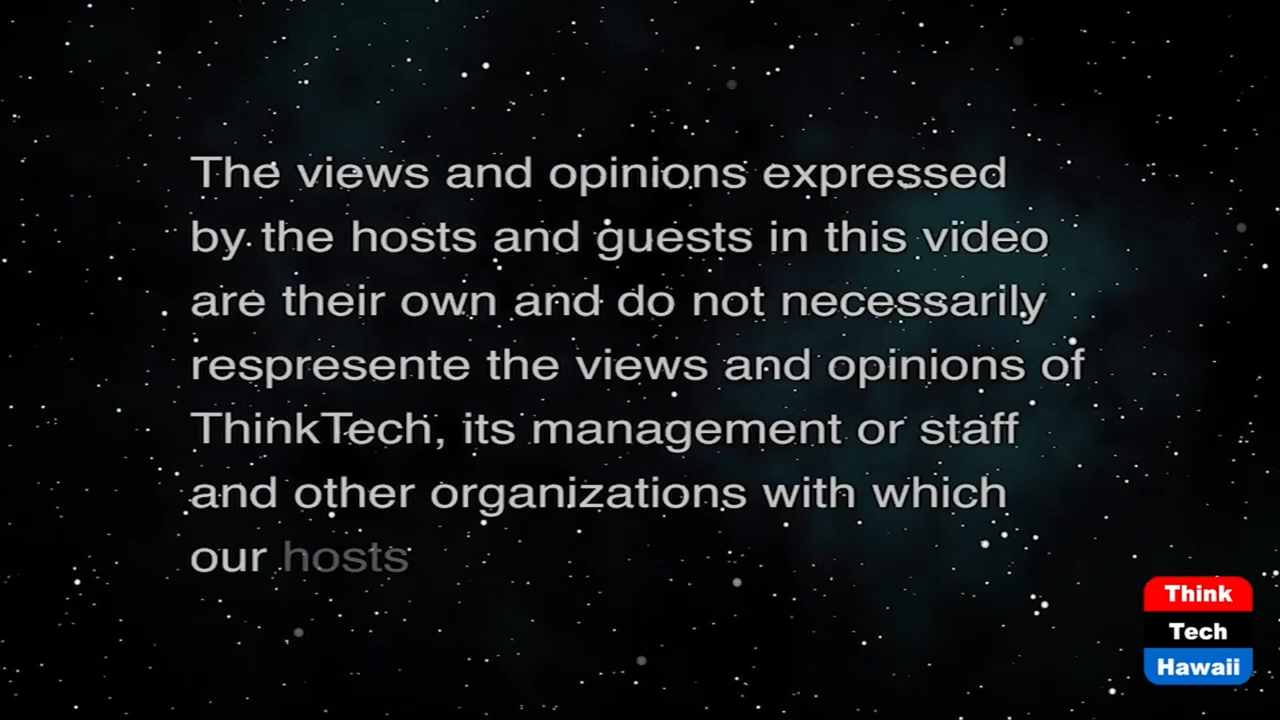 The views and opinions expressed
by the hosts and guests in this video
are their own and do not necessarily
respresente the views and opinions of
ThinkTech, its management or staff
and other organizations with which
our hosts
Think
Tech
Hawaii